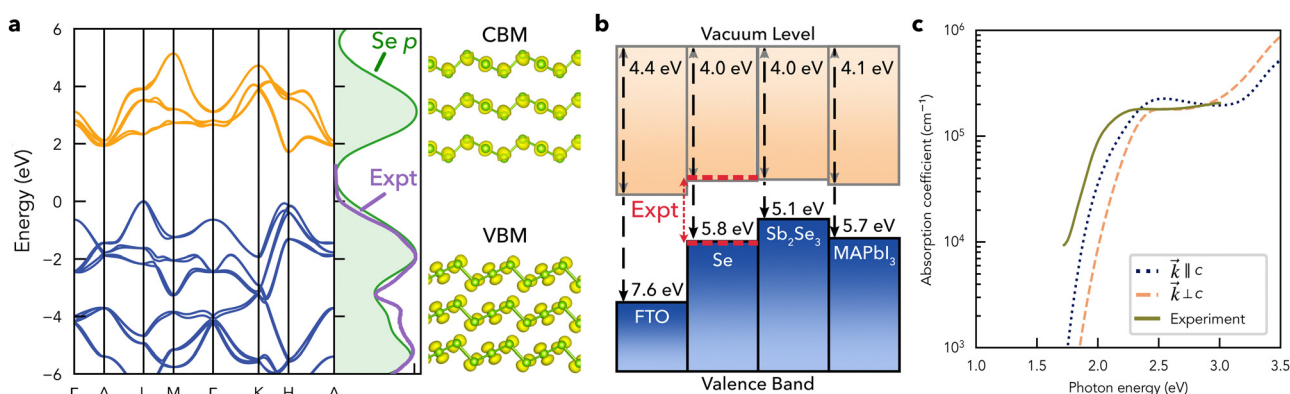 a
6
4
2
0
−2
−4
−6
Energy (eV)
Γ A L M Γ K H A
Se p
Expt
CBM
VBM
b
Vacuum Level
4.4 eV
4.0 eV
4.0 eV
4.1 eV
Expt
5.8 eV
5.1 eV
5.7 eV
Se
Sb₂Se₃
MAPbI₃
7.6 eV
FTO
Valence Band
c
10⁶
10⁵
10⁴
10³
Absorption coefficient (cm⁻¹)
k⃗ ∥ c
k⃗ ⊥ c
Experiment
1.0 1.5 2.0 2.5 3.0 3.5
Photon energy (eV)